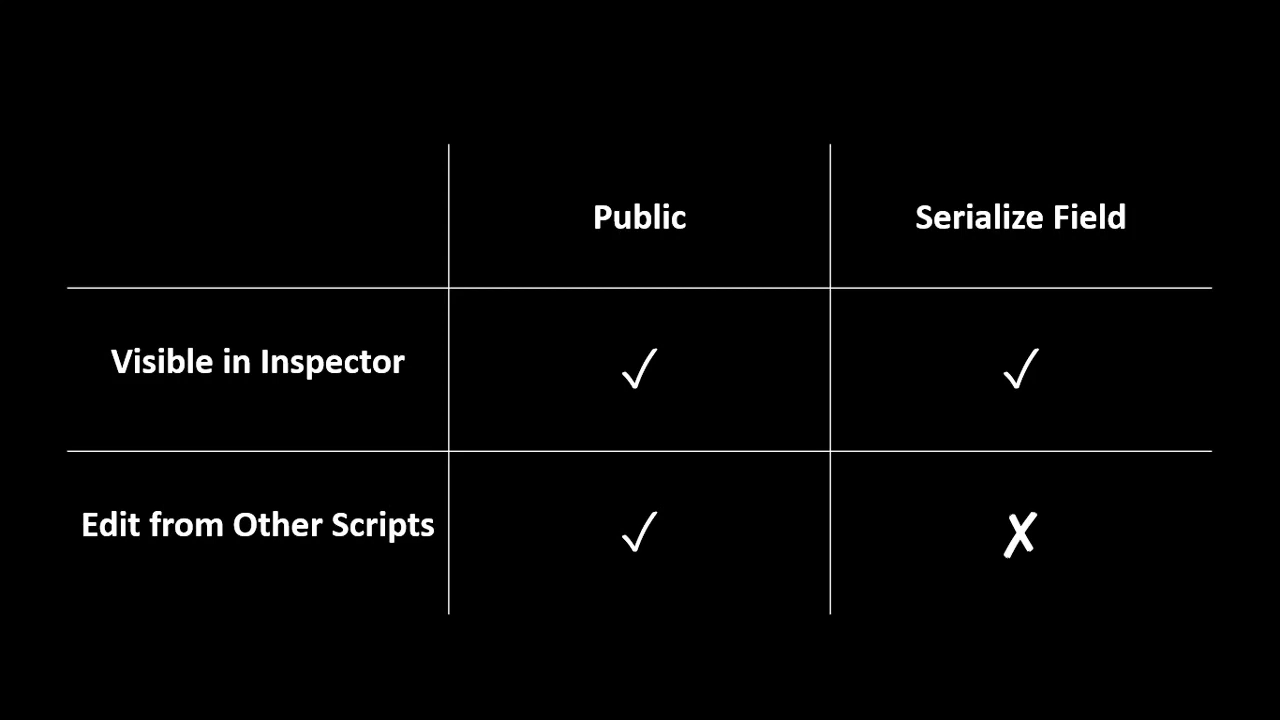 Public
Serialize Field
Visible in Inspector
✓
✓
Edit from Other Scripts
✓
✗